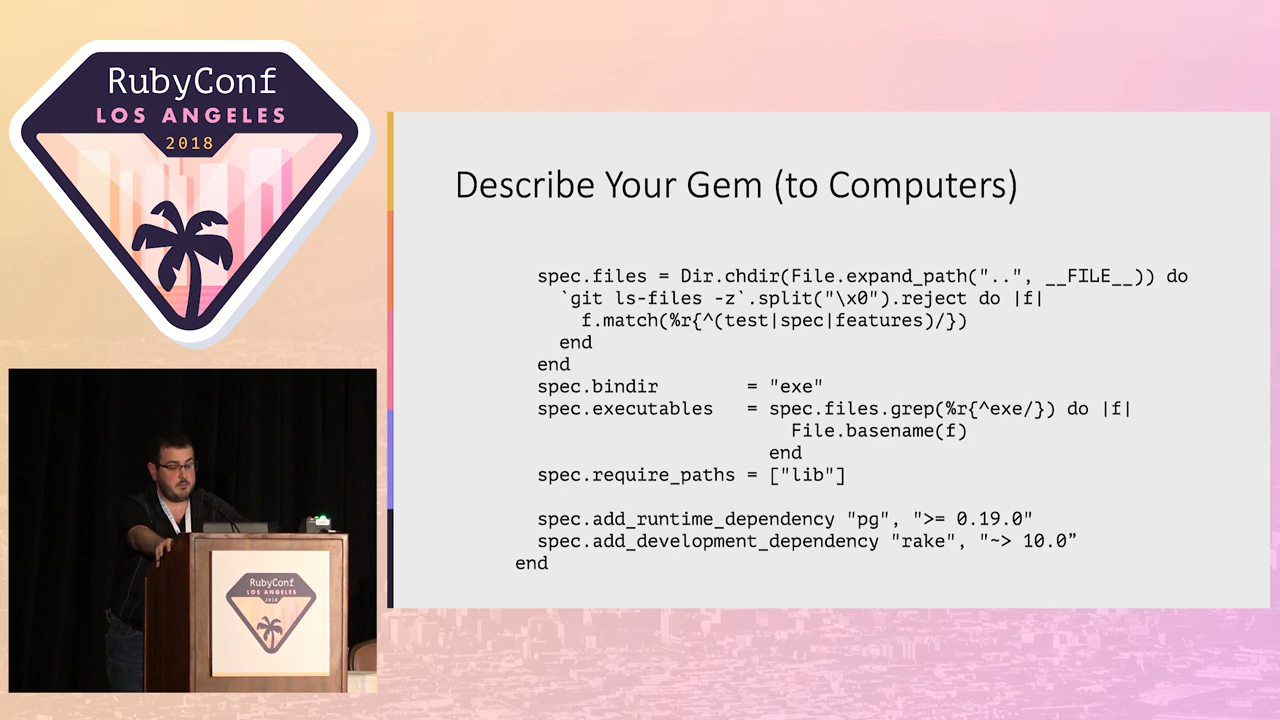 RubyConf
LOS ANGELES
2018
Describe Your Gem (to Computers)
spec.files = Dir.chdir(File.expand_path("..", __FILE__)) do
`git ls-files -z`.split("\x0").reject do |f|
f.match(%r{^(test|spec|features)/})
end
end
spec.bindir = "exe"
spec.executables = spec.files.grep(%r{^exe/}) do |f|
File.basename(f)
end
spec.require_paths = ["lib"]
spec.add_runtime_dependency "pg", ">= 0.19.0"
spec.add_development_dependency "rake", "~> 10.0”
end
RubyConf
LOS ANGELES
2018